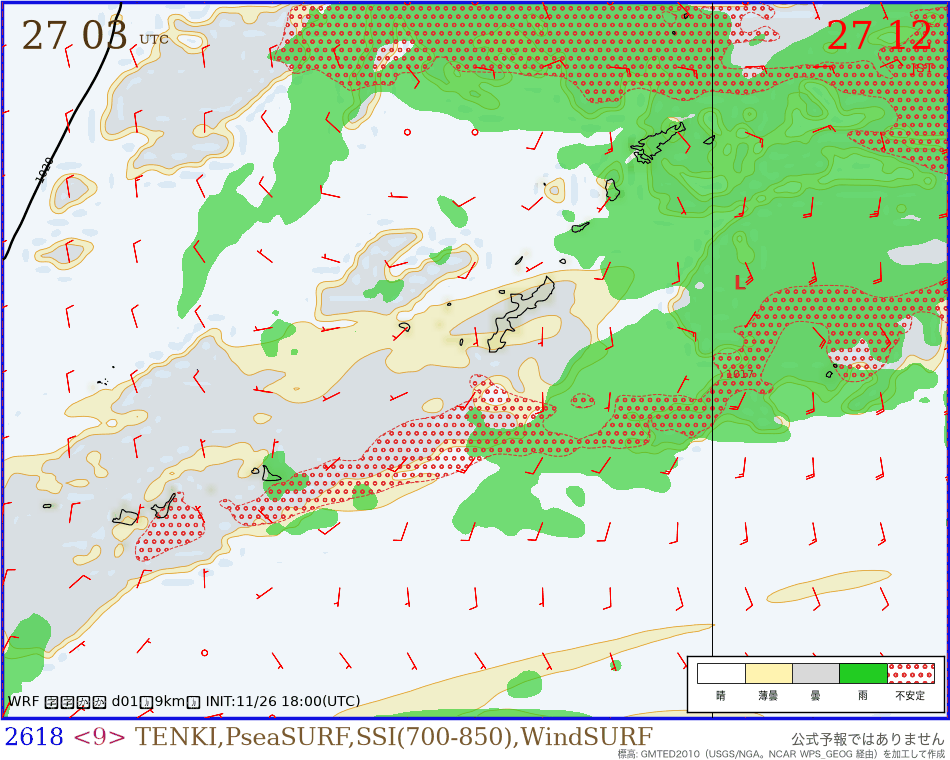 27 03 UTC
27 12
JST
1020
L
1017
晴 薄曇 曇 雨 不安定
WRF d01 9km INIT:11/26 18:00(UTC)
2618 <9> TENKI,PseaSURF,SSI(700-850),WindSURF
公式予報ではありません
標高: GMTED2010（USGS/NGA。NCAR WPS_GEOG 経由）を加工して作成